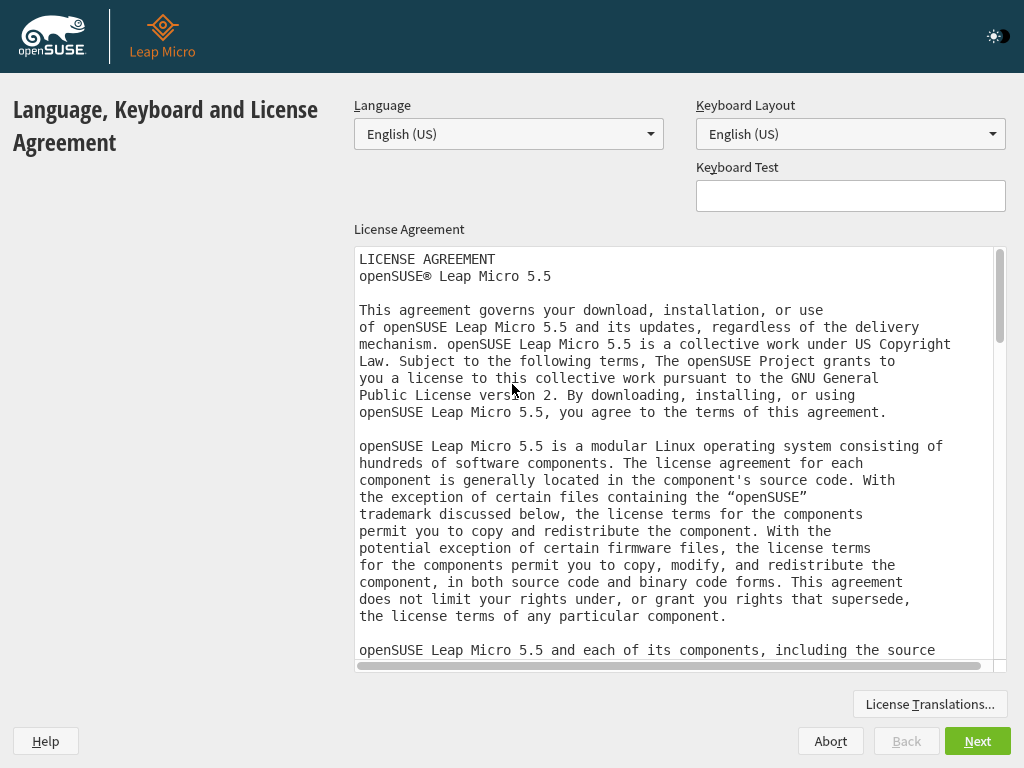 openSUSE.
Leap Micro
Language, Keyboard and License
Agreement
Language
English (US)
Keyboard Layout
English (US)
Keyboard Test
License Agreement
LICENSE AGREEMENT
openSUSE® Leap Micro 5.5
This agreement governs your download, installation, or use
of openSUSE Leap Micro 5.5 and its updates, regardless of the delivery
mechanism. openSUSE Leap Micro 5.5 is a collective work under US Copyright
Law. Subject to the following terms, The openSUSE Project grants to
you a license to this collective work pursuant to the GNU General
Public License version 2. By downloading, installing, or using
openSUSE Leap Micro 5.5, you agree to the terms of this agreement.
openSUSE Leap Micro 5.5 is a modular Linux operating system consisting of
hundreds of software components. The license agreement for each
component is generally located in the component's source code. With
the exception of certain files containing the “openSUSE”
trademark discussed below, the license terms for the components
permit you to copy and redistribute the component. With the
potential exception of certain firmware files, the license terms
for the components permit you to copy, modify, and redistribute the
component, in both source code and binary code forms. This agreement
does not limit your rights under, or grant you rights that supersede,
the license terms of any particular component.
openSUSE Leap Micro 5.5 and each of its components, including the source
License Translations...
Help
Abort
Back
Next